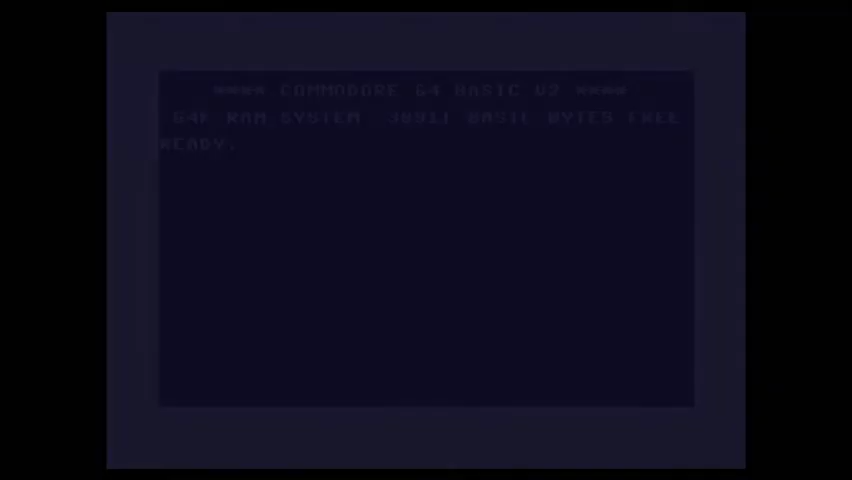 **** COMMODORE 64 BASIC V2 ****
64K RAM SYSTEM 38911 BASIC BYTES FREE
READY.